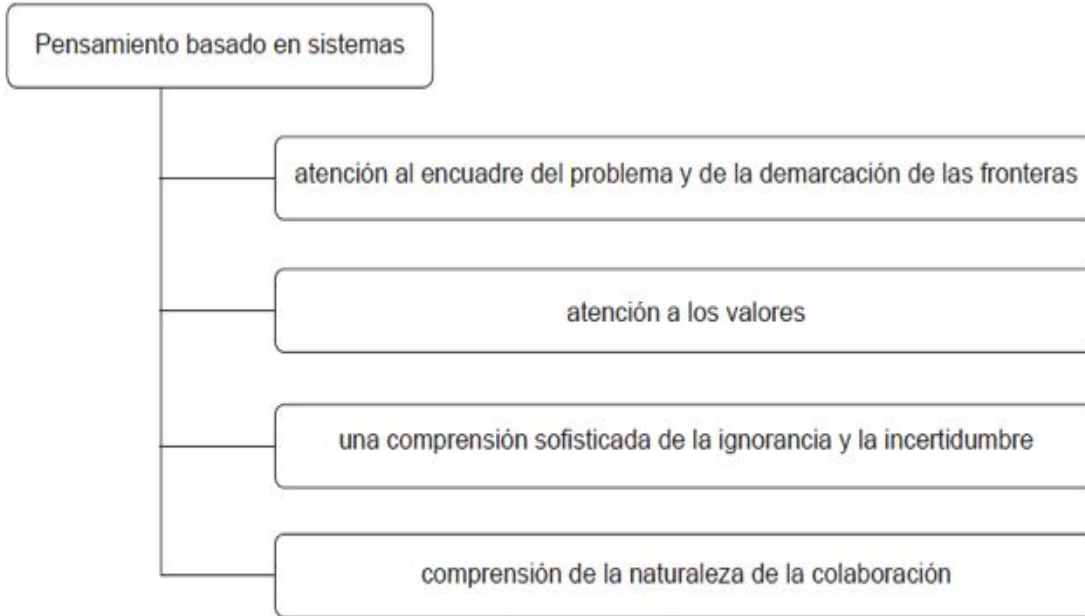 Pensamiento basado en sistemas
atención al encuadre del problema y de la demarcación de las fronteras
atención a los valores
una comprensión sofisticada de la ignorancia y la incertidumbre
comprensión de la naturaleza de la colaboración